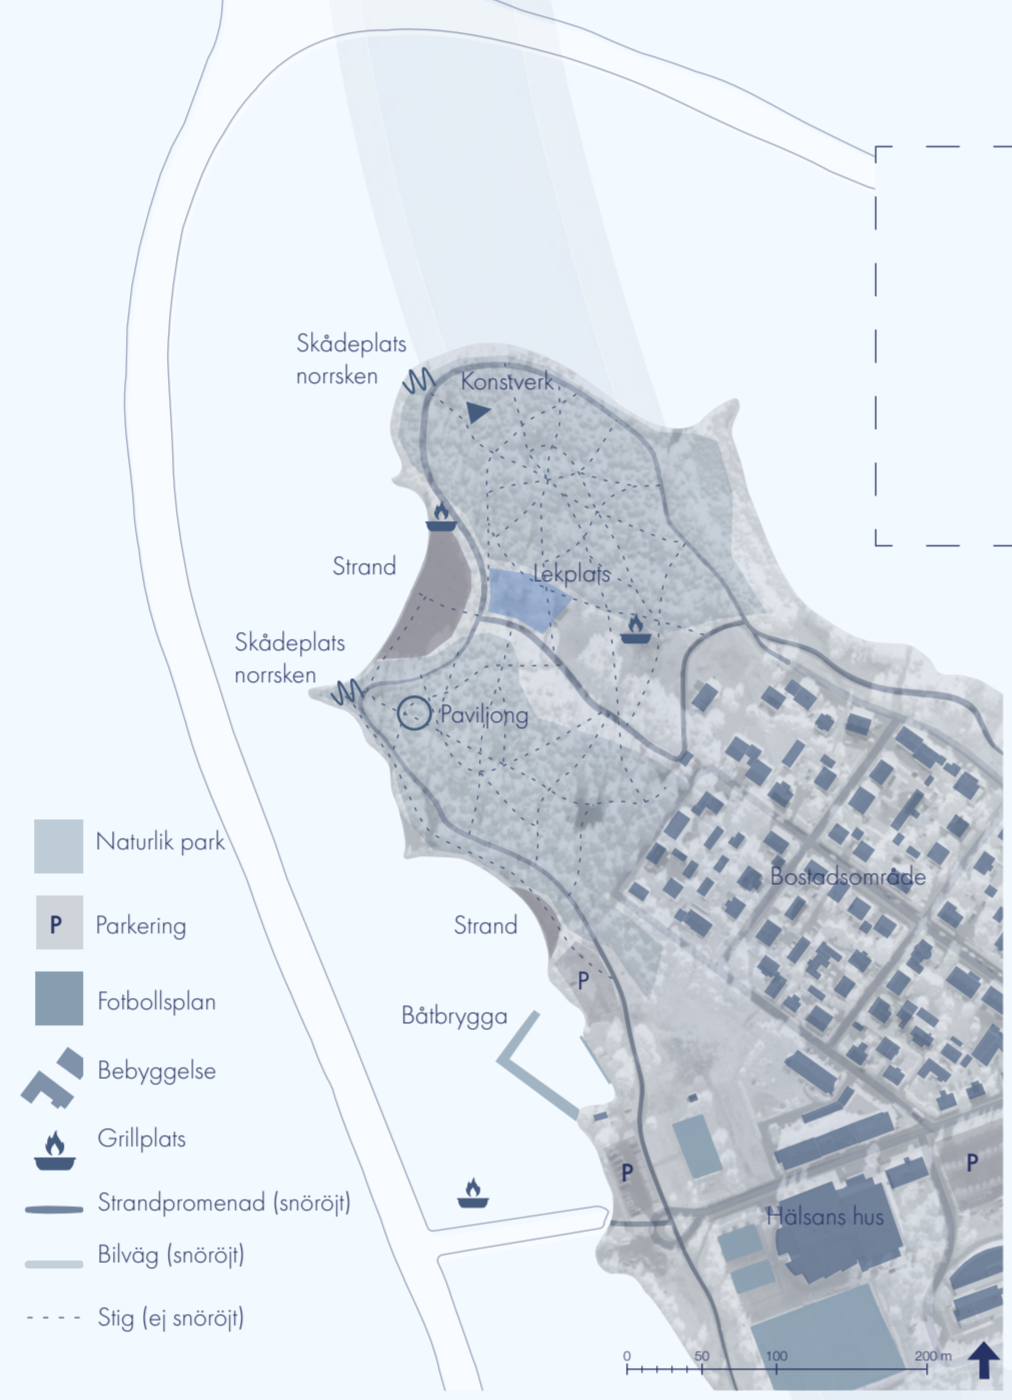 Skådeplats
norrsken
Konstverk
Strand
Lekplats
Skådeplats
norrsken
Paviljong
Naturlik park
Bostadsområde
P
Parkering
Strand
P
Fotbollsplan
Båtbrygga
Bebyggelse
Grillplats
P
P
Strandpromenad (snöröjt)
Hälsans hus
Bilväg (snöröjt)
Stig (ej snöröjt)
0 50 100 200 m